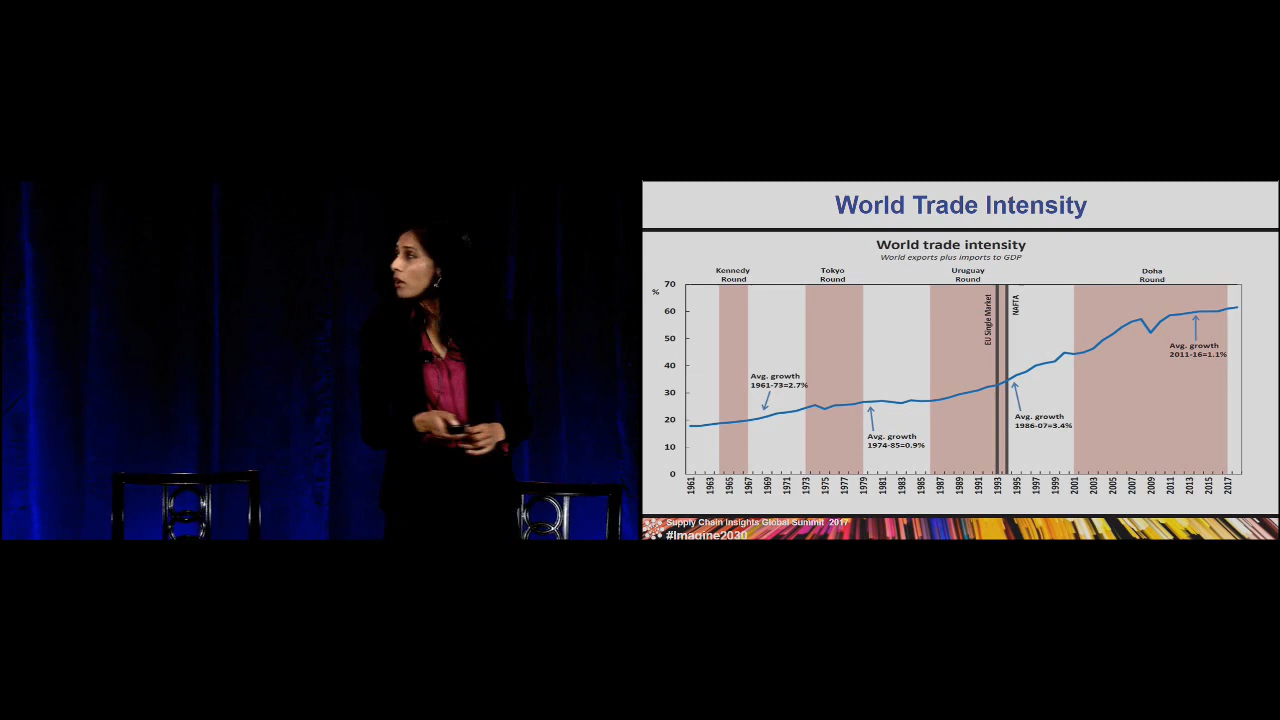 World Trade Intensity
World trade intensity
World exports plus imports to GDP
Kennedy
Round
Tokyo
Round
Uruguay
Round
Doha
Round
%
70
60
50
40
30
20
10
0
EU Single Market
NAFTA
Avg. growth
1961-73=2.7%
Avg. growth
1974-85=0.9%
Avg. growth
1986-07=3.4%
Avg. growth
2011-16=1.1%
1961 1963 1965 1967 1969 1971 1973 1975 1977 1979 1981 1983 1985 1987 1989 1991 1993 1995 1997 1999 2001 2003 2005 2007 2009 2011 2013 2015 2017
Supply Chain Insights Global Summit 2017
#Imagine2030